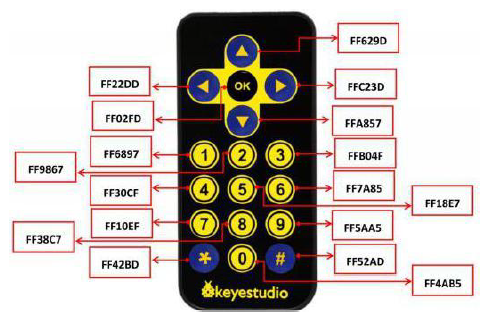 FF629D
FF22DD
OK
FFC23D
FF02FD
FFA857
FF6897
1 2 3
FFB04F
FF9867
FF30CF
4 5 6
FF7A85
FF18E7
FF10EF
7 8 9
FF5AA5
FF38C7
FF42BD
* 0 #
FF52AD
FF4AB5
keyestudio